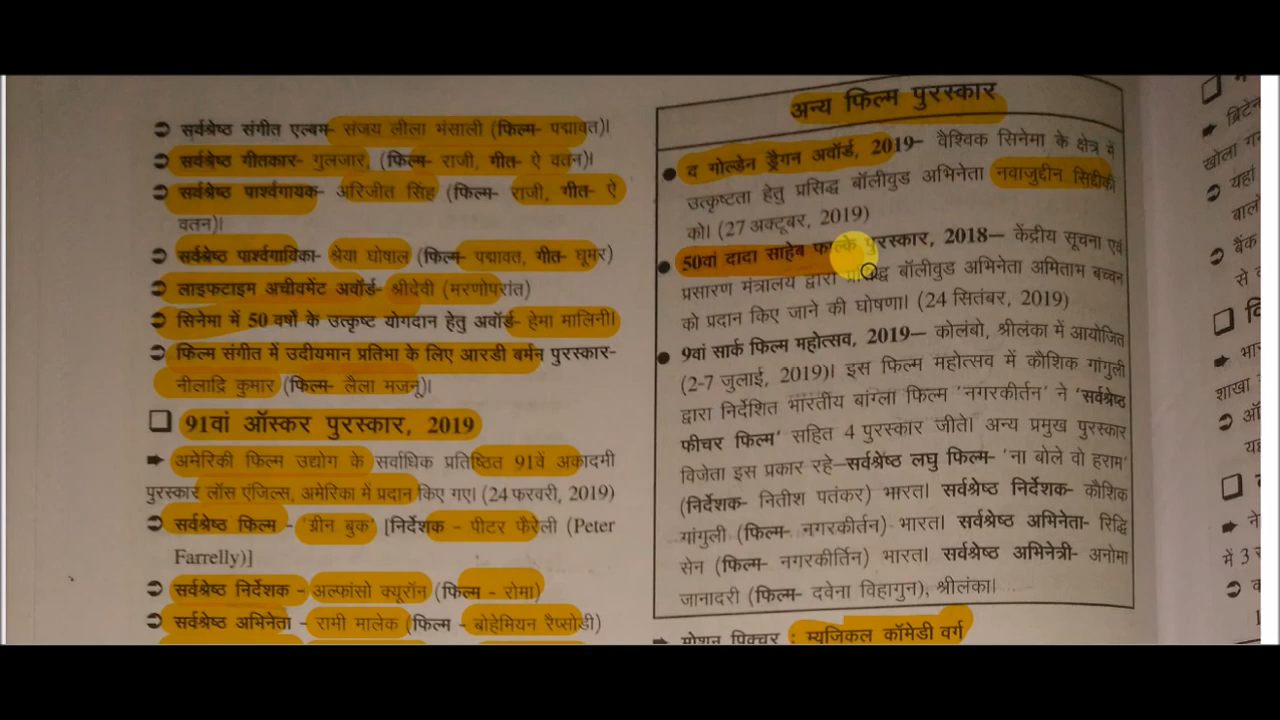 ➲ सर्वश्रेष्ठ संगीत एल्बम- संजय लीला भंसाली (फिल्म- पद्मावत)।
➲ सर्वश्रेष्ठ गीतकार- गुलजार, (फिल्म- राजी, गीत- ऐ वतन)।
➲ सर्वश्रेष्ठ पार्श्वगायक- अरिजीत सिंह (फिल्म- राजी, गीत- ऐ
वतन)।
➲ सर्वश्रेष्ठ पार्श्वगायिका- श्रेया घोषाल (फिल्म- पद्मावत, गीत- घूमर)
➲ लाइफटाइम अचीवमेंट अवॉर्ड- श्रीदेवी (मरणोपरांत)
➲ सिनेमा में 50 वर्षों के उत्कृष्ट योगदान हेतु अवॉर्ड- हेमा मालिनी।
➲ फिल्म संगीत में उदीयमान प्रतिभा के लिए आरडी बर्मन पुरस्कार-
नीलाद्रि कुमार (फिल्म- लैला मजनू)।
❑ 91वां ऑस्कर पुरस्कार, 2019
➨ अमेरिकी फिल्म उद्योग के सर्वाधिक प्रतिष्ठित 91वें अकादमी
पुरस्कार लॉस एंजिल्स, अमेरिका में प्रदान किए गए। (24 फरवरी, 2019)
➲ सर्वश्रेष्ठ फिल्म - 'ग्रीन बुक' [निर्देशक - पीटर फैरेली (Peter
Farrelly)]
➲ सर्वश्रेष्ठ निर्देशक - अल्फांसो क्यूरॉन (फिल्म - रोमा)
➲ सर्वश्रेष्ठ अभिनेता - रामी मालेक (फिल्म - बोहेमियन रैप्सोडी)
अन्य फिल्म पुरस्कार
● द गोल्डेन ड्रैगन अवॉर्ड, 2019– वैश्विक सिनेमा के क्षेत्र में
उत्कृष्टता हेतु प्रसिद्ध बॉलीवुड अभिनेता नवाजुद्दीन सिद्दीकी
को। (27 अक्टूबर, 2019)
● 50वां दादा साहेब फाल्के पुरस्कार, 2018– केंद्रीय सूचना एवं
प्रसारण मंत्रालय द्वारा प्रसिद्ध बॉलीवुड अभिनेता अमिताभ बच्चन
को प्रदान किए जाने की घोषणा। (24 सितंबर, 2019)
● 9वां सार्क फिल्म महोत्सव, 2019– कोलंबो, श्रीलंका में आयोजित
(2-7 जुलाई, 2019)। इस फिल्म महोत्सव में कौशिक गांगुली
द्वारा निर्देशित भारतीय बांग्ला फिल्म 'नगरकीर्तन' ने 'सर्वश्रेष्ठ
फीचर फिल्म' सहित 4 पुरस्कार जीते। अन्य प्रमुख पुरस्कार
विजेता इस प्रकार रहे–सर्वश्रेष्ठ लघु फिल्म- 'ना बोले वो हराम'
(निर्देशक- नितीश पतंकर) भारत। सर्वश्रेष्ठ निर्देशक- कौशिक
गांगुली (फिल्म- नगरकीर्तन) भारत। सर्वश्रेष्ठ अभिनेता- रिद्धि
सेन (फिल्म- नगरकीर्तिन) भारत। सर्वश्रेष्ठ अभिनेत्री- अनोमा
जानादरी (फिल्म- दवेना विहागुन), श्रीलंका।
➨ मोशन पिक्चर : म्यूजिकल कॉमेडी वर्ग
➨ ब्रिटेन
खोला
➲ यहां
➲ बैंक
से
शाखा
में 3